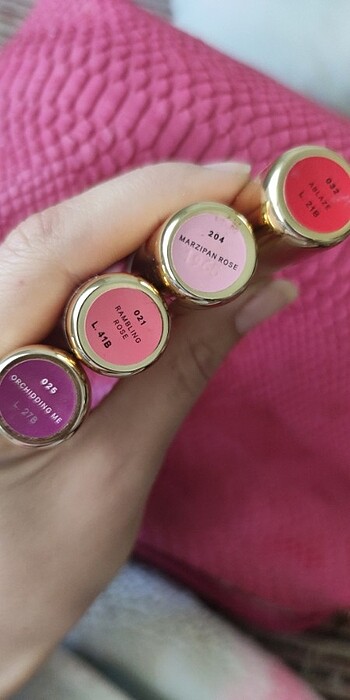 032
ABLAZE
L. 21B
204
MARZIPAN ROSE
021
RAMBLING
ROSE
L. 41B
025
ORCHIDDING ME
L. 27B